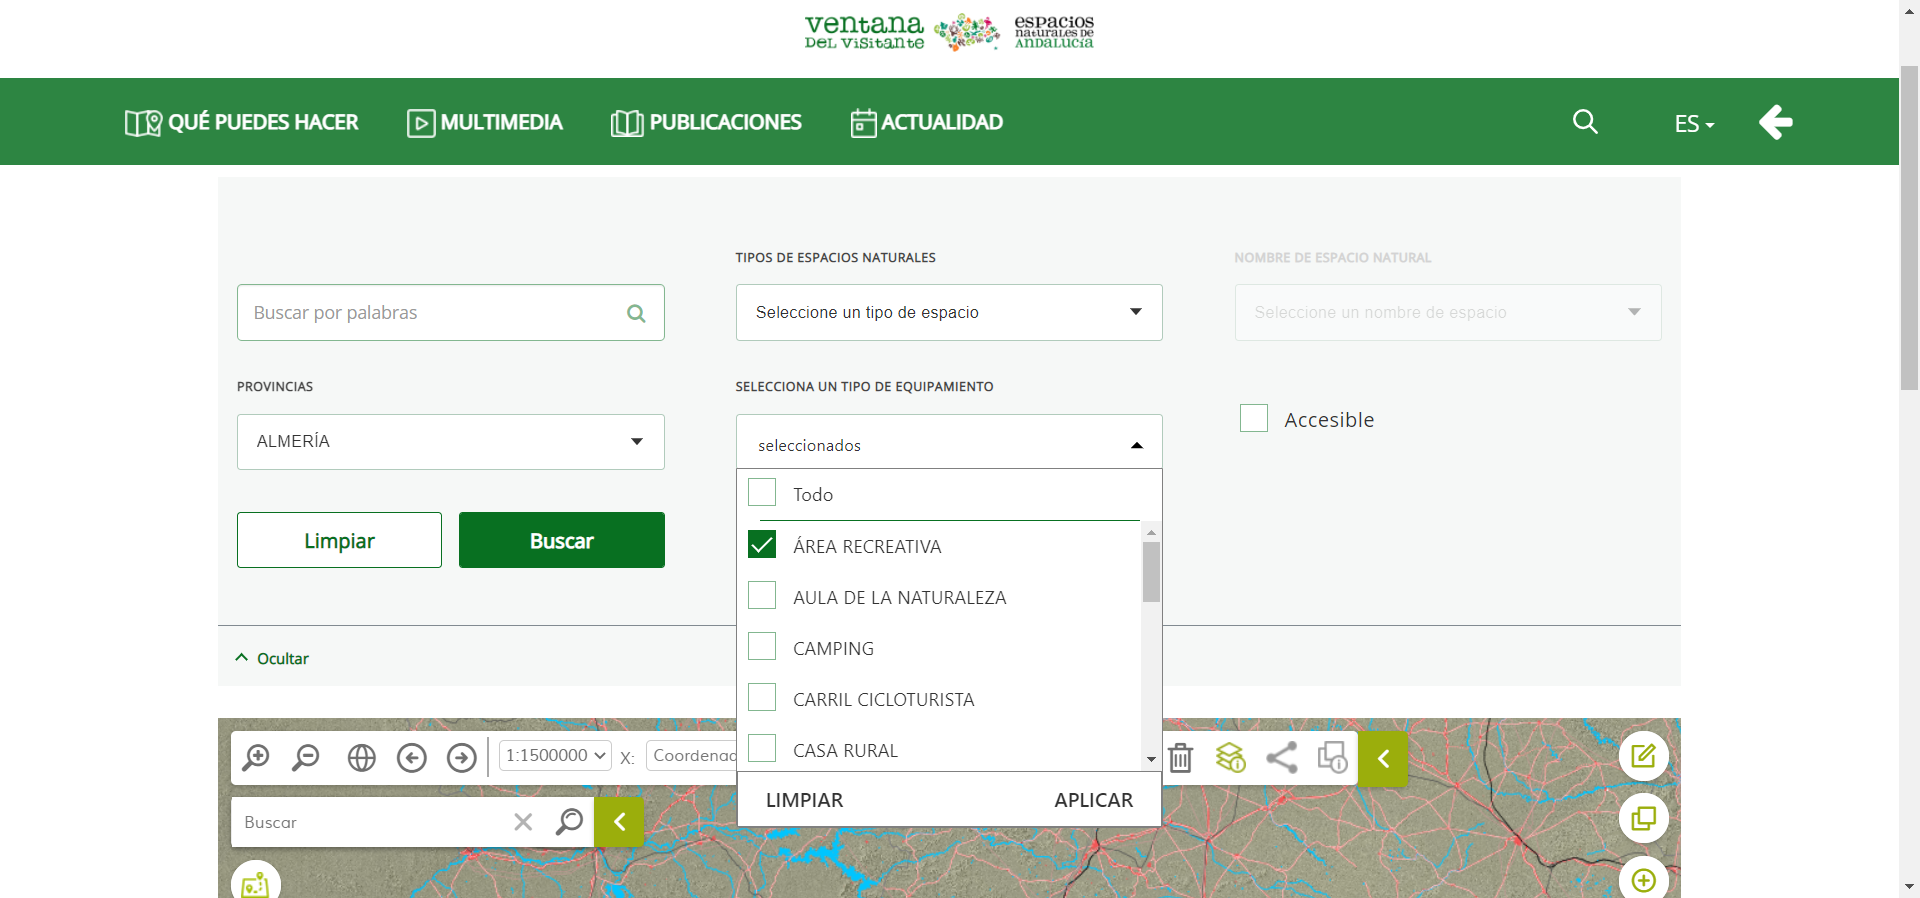 ventana
DEL VISITANTE
ESPACIOS
NATURALES DE
ANDALUCÍA
QUÉ PUEDES HACER
MULTIMEDIA
PUBLICACIONES
ACTUALIDAD
ES
TIPOS DE ESPACIOS NATURALES
NOMBRE DE ESPACIO NATURAL
Buscar por palabras
Seleccione un tipo de espacio
Seleccione un nombre de espacio
PROVINCIAS
SELECCIONA UN TIPO DE EQUIPAMIENTO
ALMERÍA
seleccionados
Accesible
Todo
Limpiar
Buscar
ÁREA RECREATIVA
AULA DE LA NATURALEZA
CAMPING
CARRIL CICLOTURISTA
CASA RURAL
Ocultar
LIMPIAR
APLICAR
1:1500000
X:
Coordenad
Buscar